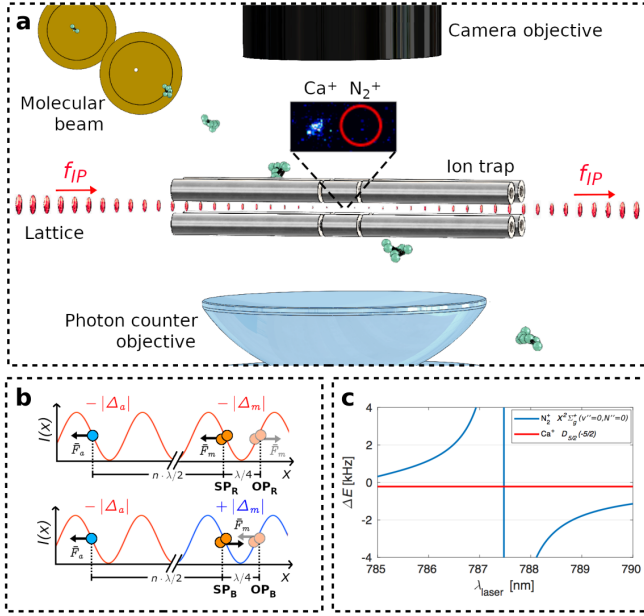 a
Camera objective
Ca⁺ N₂⁺
Molecular
beam
Ion trap
f_IP
f_IP
Lattice
Photon counter
objective
b
−|Δ_a| −|Δ_m|
I(x)
F̄_a F̄_m F̄_m
n·λ/2 λ/4 X
SP_R OP_R
−|Δ_a| +|Δ_m|
I(x)
F̄_a F̄_m
n·λ/2 λ/4 X
SP_B OP_B
c
N₂⁺ X²Σg⁺(v''=0,N''=0)
Ca⁺ D_5/2(-5/2)
ΔE [kHz]
4
2
0
-2
-4
785 786 787 788 789 790
λ_laser [nm]